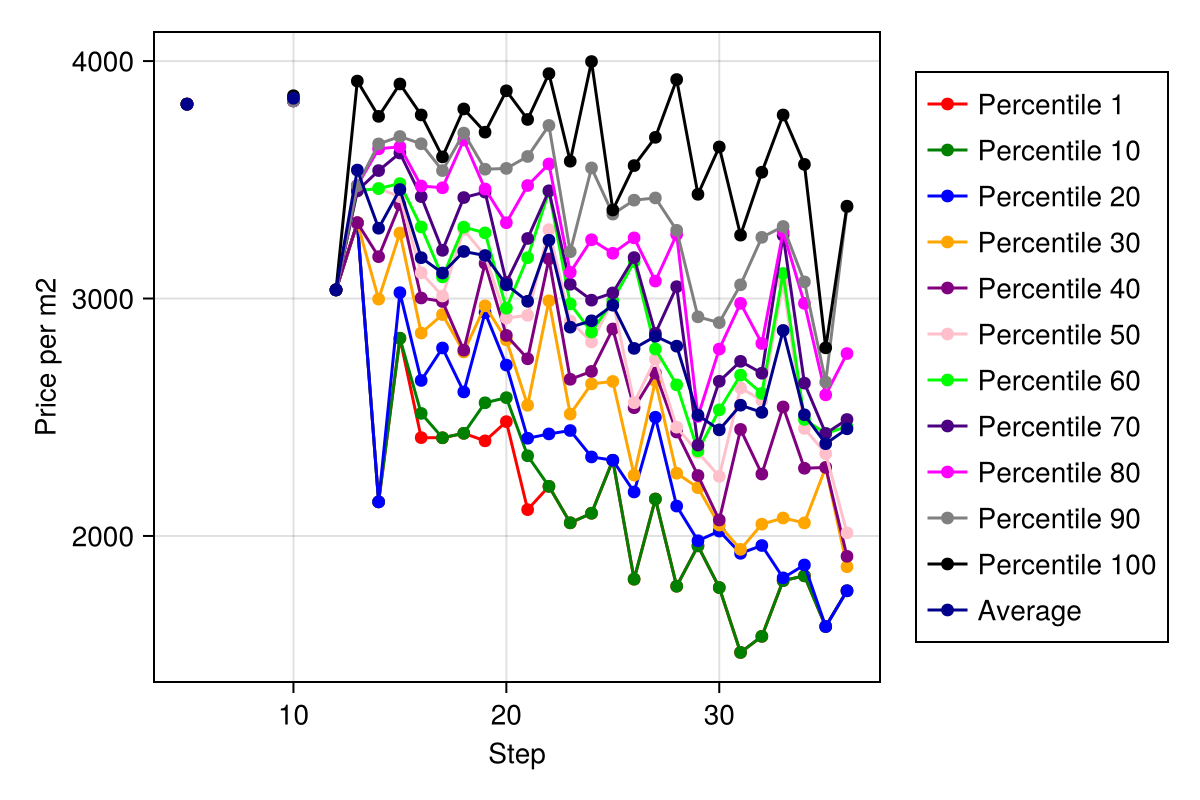 4000
3000
2000
Price per m2
10
20
30
Step
Percentile 1
Percentile 10
Percentile 20
Percentile 30
Percentile 40
Percentile 50
Percentile 60
Percentile 70
Percentile 80
Percentile 90
Percentile 100
Average